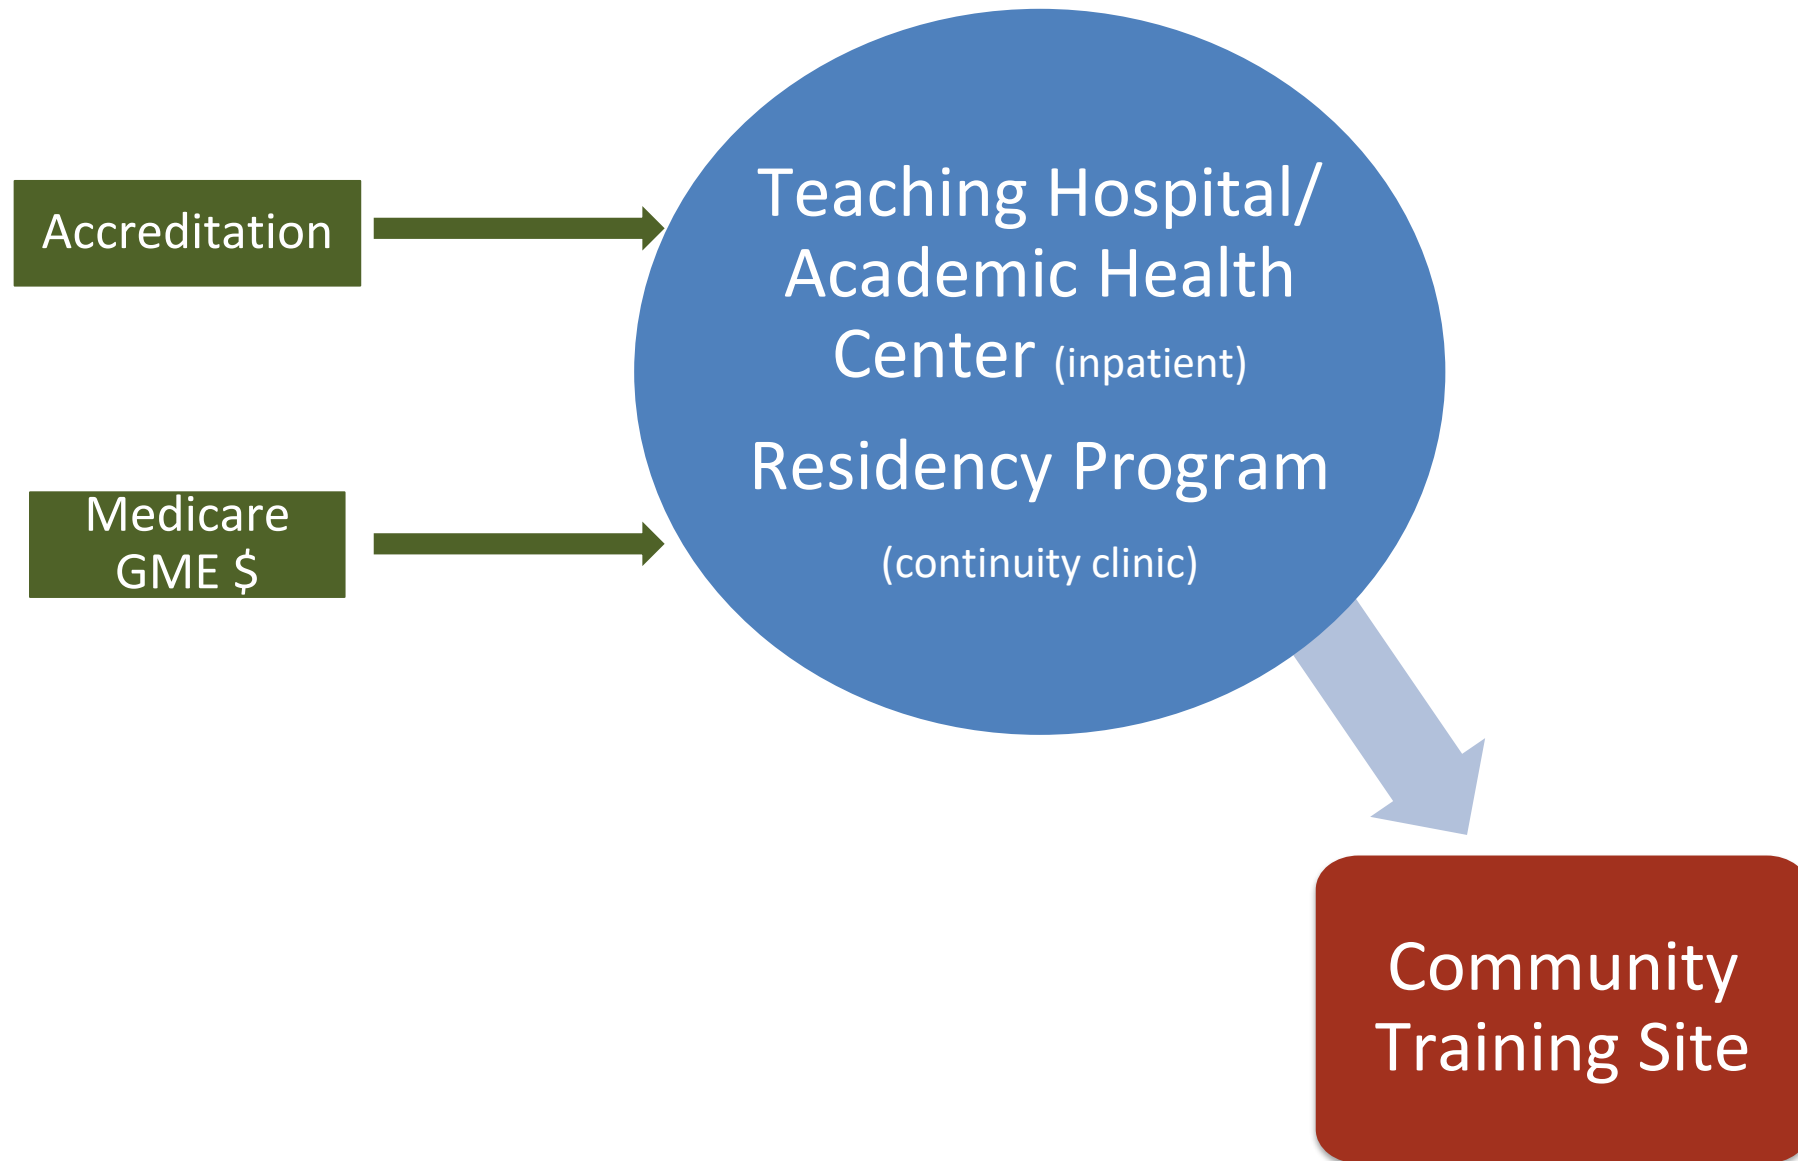 Accreditation
Medicare
GME $
Teaching Hospital/
Academic Health
Center (inpatient)
Residency Program
(continuity clinic)
Community
Training Site